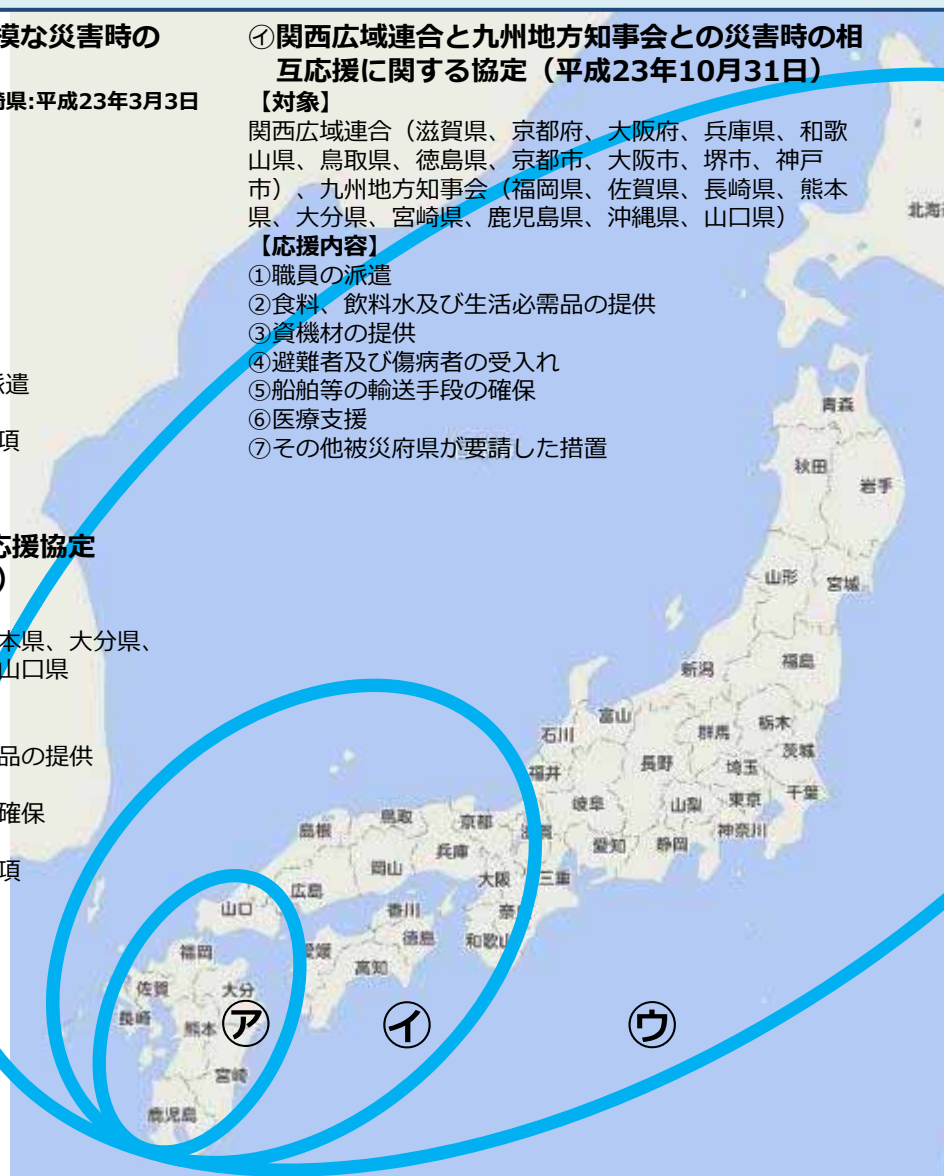 模な災害時の
崎県:平成23年3月3日
派遣
項
応援協定
)
本県、大分県、
山口県
品の提供
確保
項
㋑関西広域連合と九州地方知事会との災害時の相
互応援に関する協定（平成23年10月31日）
【対象】
関西広域連合（滋賀県、京都府、大阪府、兵庫県、和歌
山県、鳥取県、徳島県、京都市、大阪市、堺市、神戸
市）、九州地方知事会（福岡県、佐賀県、長崎県、熊本
県、大分県、宮崎県、鹿児島県、沖縄県、山口県）
【応援内容】
①職員の派遣
②食料、飲料水及び生活必需品の提供
③資機材の提供
④避難者及び傷病者の受入れ
⑤船舶等の輸送手段の確保
⑥医療支援
⑦その他被災府県が要請した措置
北海
青森
秋田
岩手
山形
宮城
新潟
福島
富山
石川
群馬
栃木
福井
長野
埼玉
茨城
岐阜
山梨
東京
千葉
愛知
静岡
神奈川
島根
鳥取
京都
滋賀
兵庫
岡山
大阪
三重
広島
山口
香川
奈良
徳島
和歌山
愛媛
高知
福岡
佐賀
大分
長崎
熊本
宮崎
鹿児島
㋐
㋑
㋒